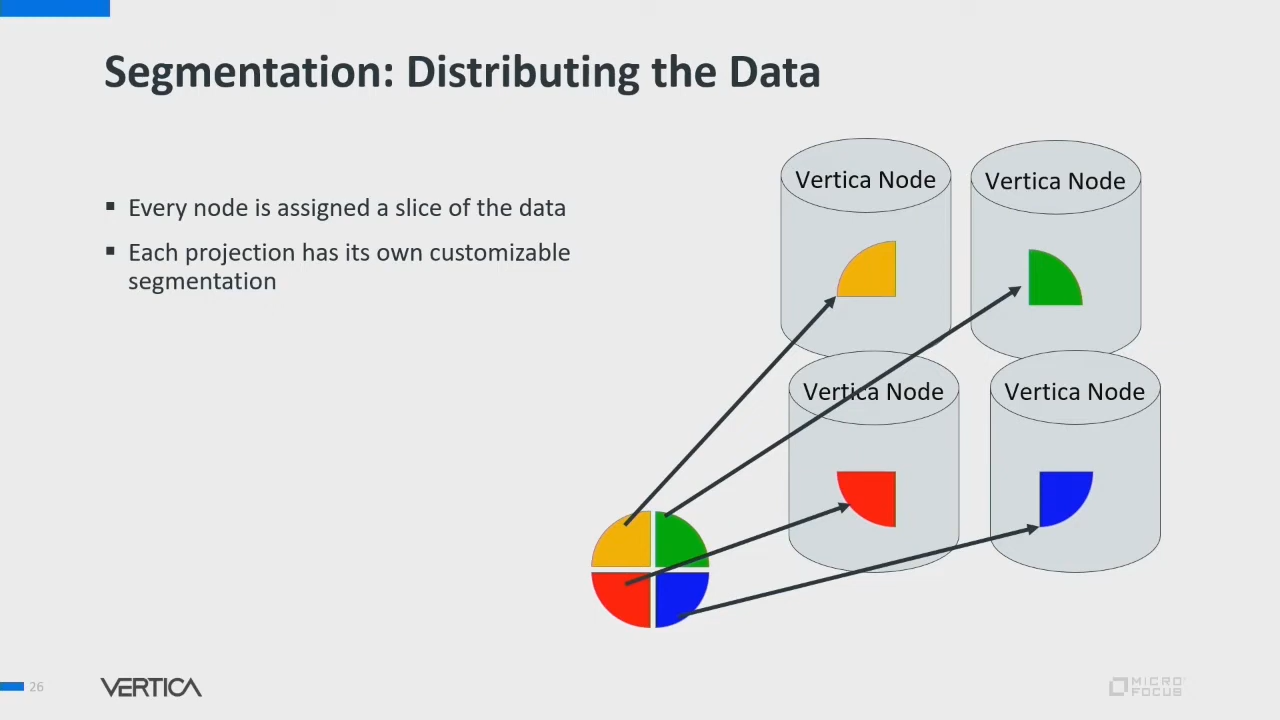 Segmentation: Distributing the Data
▪ Every node is assigned a slice of the data
▪ Each projection has its own customizable
segmentation
Vertica Node
Vertica Node
Vertica Node
Vertica Node
26
VERTICA
MICRO
FOCUS